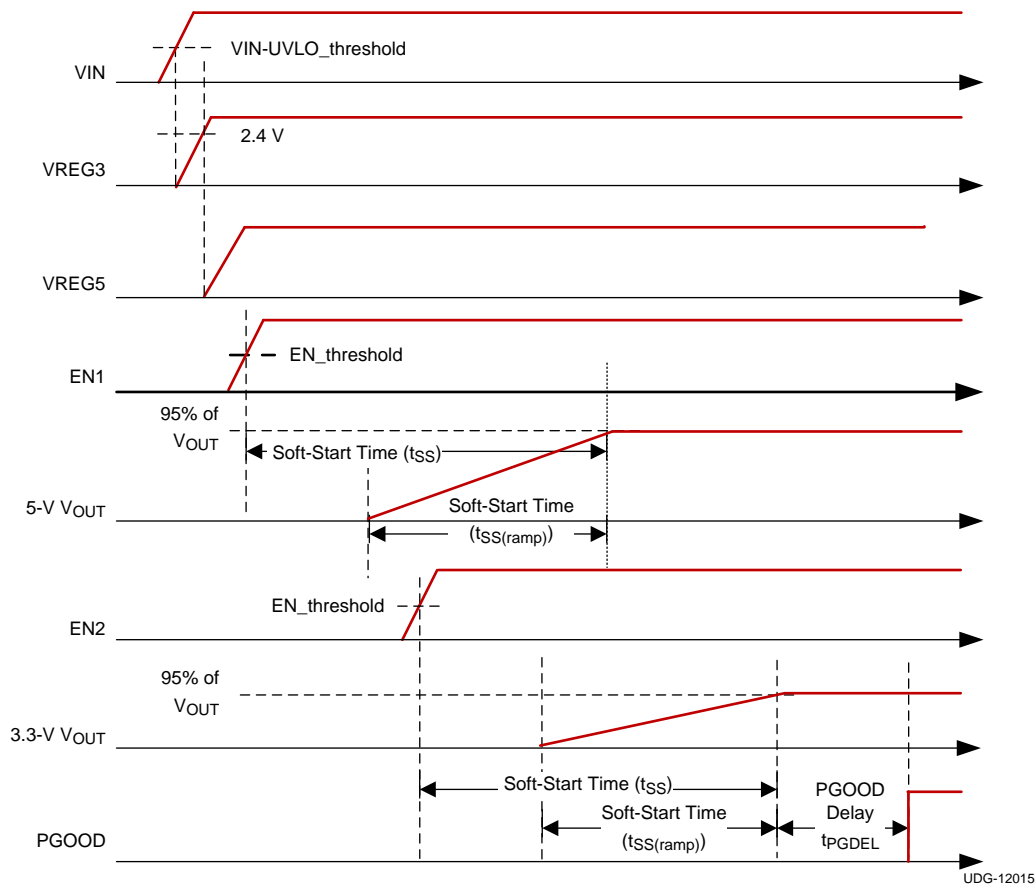 VIN-UVLO_threshold
VIN
2.4 V
VREG3
VREG5
EN_threshold
EN1
95% of
VOUT
Soft-Start Time (tSS)
5-V VOUT
Soft-Start Time
(tSS(ramp))
EN_threshold
EN2
95% of
VOUT
3.3-V VOUT
Soft-Start Time (tSS)
Soft-Start Time
(tSS(ramp))
PGOOD
Delay
tPGDEL
PGOOD
UDG-12015